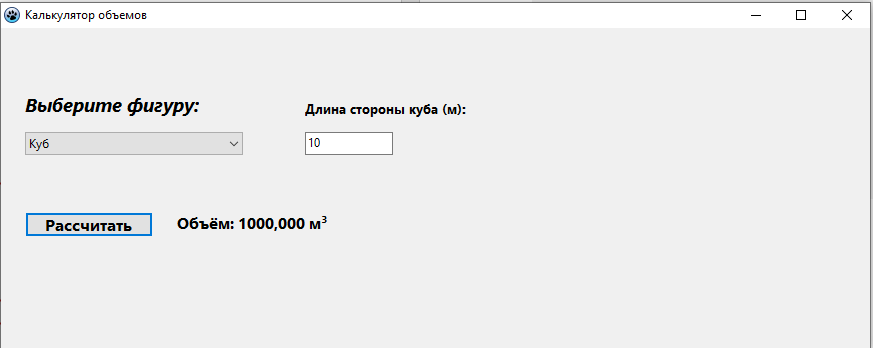 Калькулятор объемов
Выберите фигуру:
Длина стороны куба (м):
Куб
10
Рассчитать
Объём: 1000,000 м³